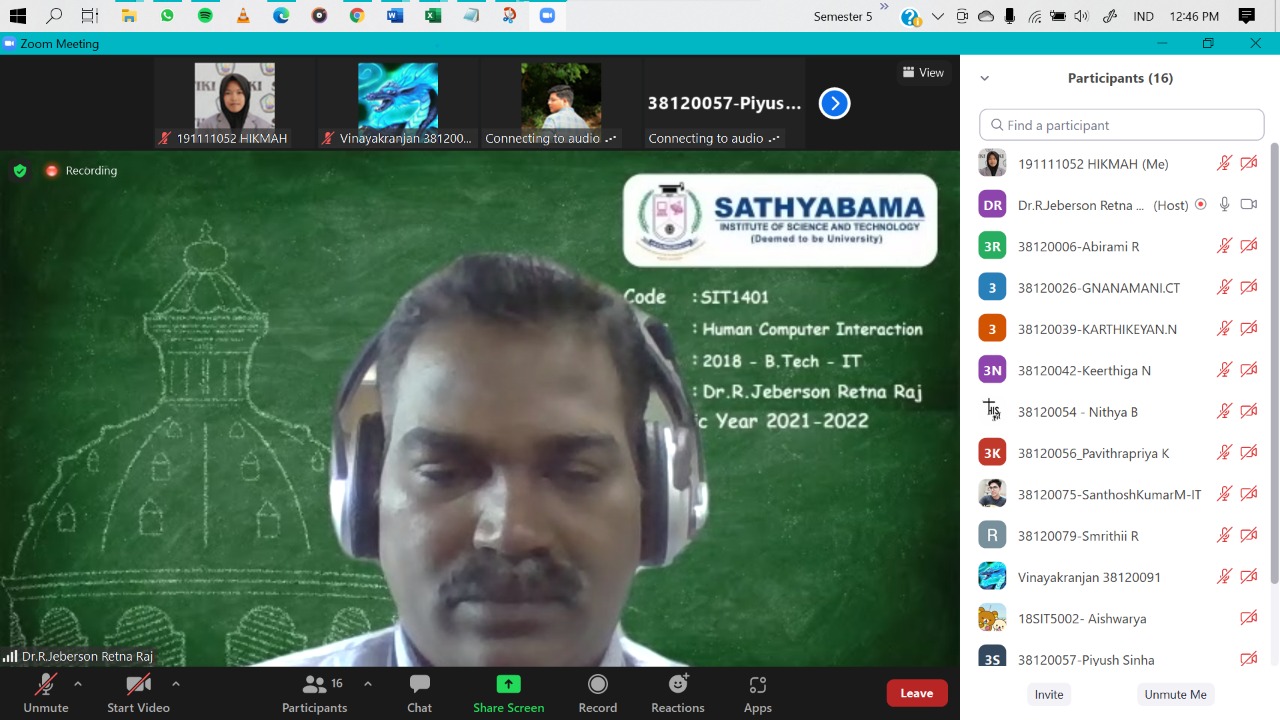 Semester 5
IND
12:46 PM
Zoom Meeting
191111052 HIKMAH
Vinayakranjan 381200...
Connecting to audio
38120057-Piyus...
Connecting to audio
View
Recording
SATHYABAMA
INSTITUTE OF SCIENCE AND TECHNOLOGY
(Deemed to be University)
Code : SIT1401
: Human Computer Interaction
: 2018 - B.Tech - IT
: Dr.R.Jeberson Retna Raj
c Year 2021-2022
Dr.R.Jeberson Retna Raj
Unmute
Start Video
16
Participants
Chat
Share Screen
Record
Reactions
Apps
Leave
Participants (16)
Find a participant
191111052 HIKMAH (Me)
DR Dr.RJeberson Retna ... (Host)
3R 38120006-Abirami R
3 38120026-GNANAMANI.CT
3 38120039-KARTHIKEYAN.N
3N 38120042-Keerthiga N
38120054 - Nithya B
3K 38120056_Pavithrapriya K
38120075-SanthoshKumarM-IT
R 38120079-Smrithii R
Vinayakranjan 38120091
18SIT5002- Aishwarya
3S 38120057-Piyush Sinha
Invite
Unmute Me